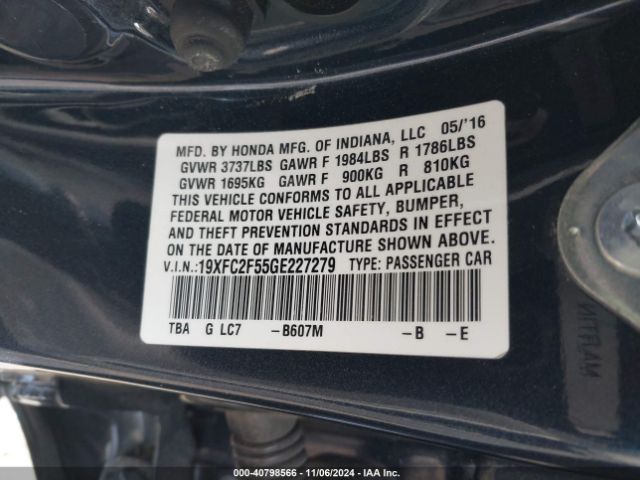 MFD. BY HONDA MFG. OF INDIANA, LLC 05/'16
GVWR 3737LBS GAWR F 1984LBS R 1786LBS
GVWR 1695KG GAWR F 900KG R 810KG
THIS VEHICLE CONFORMS TO ALL APPLICABLE
FEDERAL MOTOR VEHICLE SAFETY, BUMPER,
AND THEFT PREVENTION STANDARDS IN EFFECT
ON THE DATE OF MANUFACTURE SHOWN ABOVE.
V.I.N.:19XFC2F55GE227279 TYPE: PASSENGER CAR
TBA G LC7 -B607M -B -E
MARTIN
000-40798566 - 11/06/2024 - IAA Inc.